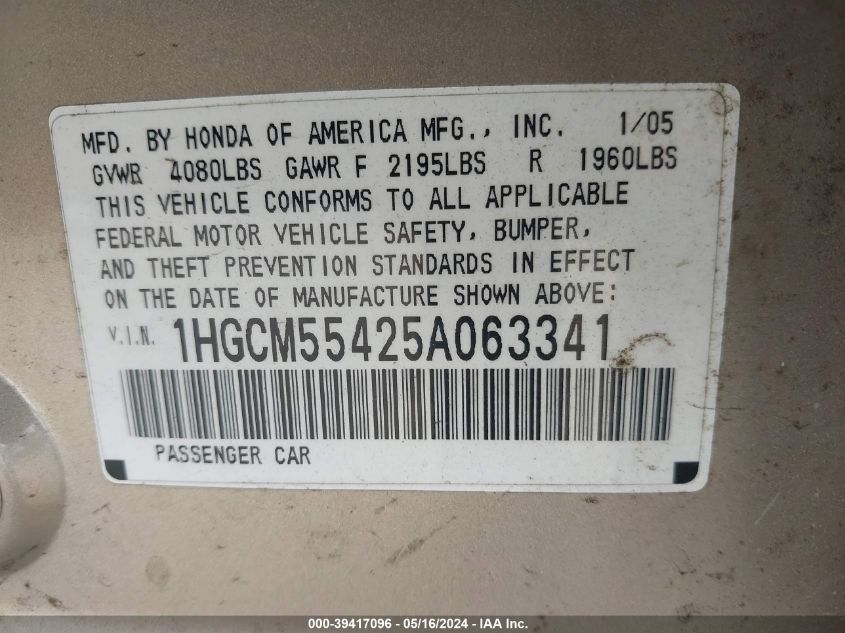 MFD. BY HONDA OF AMERICA MFG., INC. 1/05
GVWR 4080LBS GAWR F 2195LBS R 1960LBS
THIS VEHICLE CONFORMS TO ALL APPLICABLE
FEDERAL MOTOR VEHICLE SAFETY, BUMPER,
AND THEFT PREVENTION STANDARDS IN EFFECT
ON THE DATE OF MANUFACTURE SHOWN ABOVE:
V.I.N. 1HGCM55425A063341
PASSENGER CAR
000-39417096 - 05/16/2024 - IAA Inc.